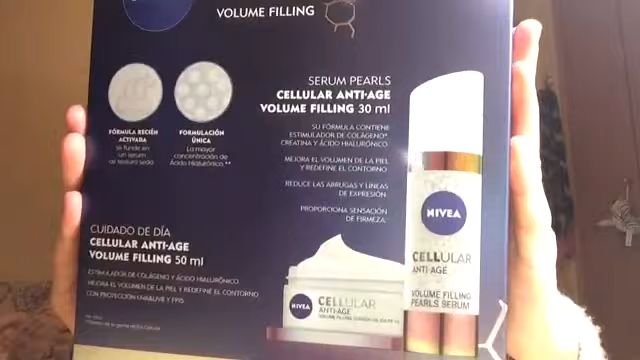 VOLUME FILLING
SERUM PEARLS
CELLULAR ANTI-AGE
VOLUME FILLING 30 ml
FÓRMULA RECIÉN
ACTIVADA
Se funde en
un serum
de textura seda
FORMULACIÓN
ÚNICA
La mayor
concentración de
Ácido Hialurónico**
SU FÓRMULA CONTIENE
ESTIMULADOR DE COLÁGENO*
CREATINA Y ÁCIDO HIALURÓNICO
MEJORA EL VOLUMEN DE LA PIEL
Y REDEFINE EL CONTORNO
REDUCE LAS ARRUGAS Y LÍNEAS
DE EXPRESIÓN
PROPORCIONA SENSACIÓN
DE FIRMEZA
NIVEA
CELLULAR
ANTI-AGE
VOLUME FILLING
PEARLS SERUM
CUIDADO DE DÍA
CELLULAR ANTI-AGE
VOLUME FILLING 50 ml
ESTIMULADOR DE COLÁGENO Y ÁCIDO HIALURÓNICO
MEJORA EL VOLUMEN DE LA PIEL Y REDEFINE EL CONTORNO
CON PROTECCIÓN UVA&UVB Y FP15
NIVEA
CELLULAR
ANTI-AGE